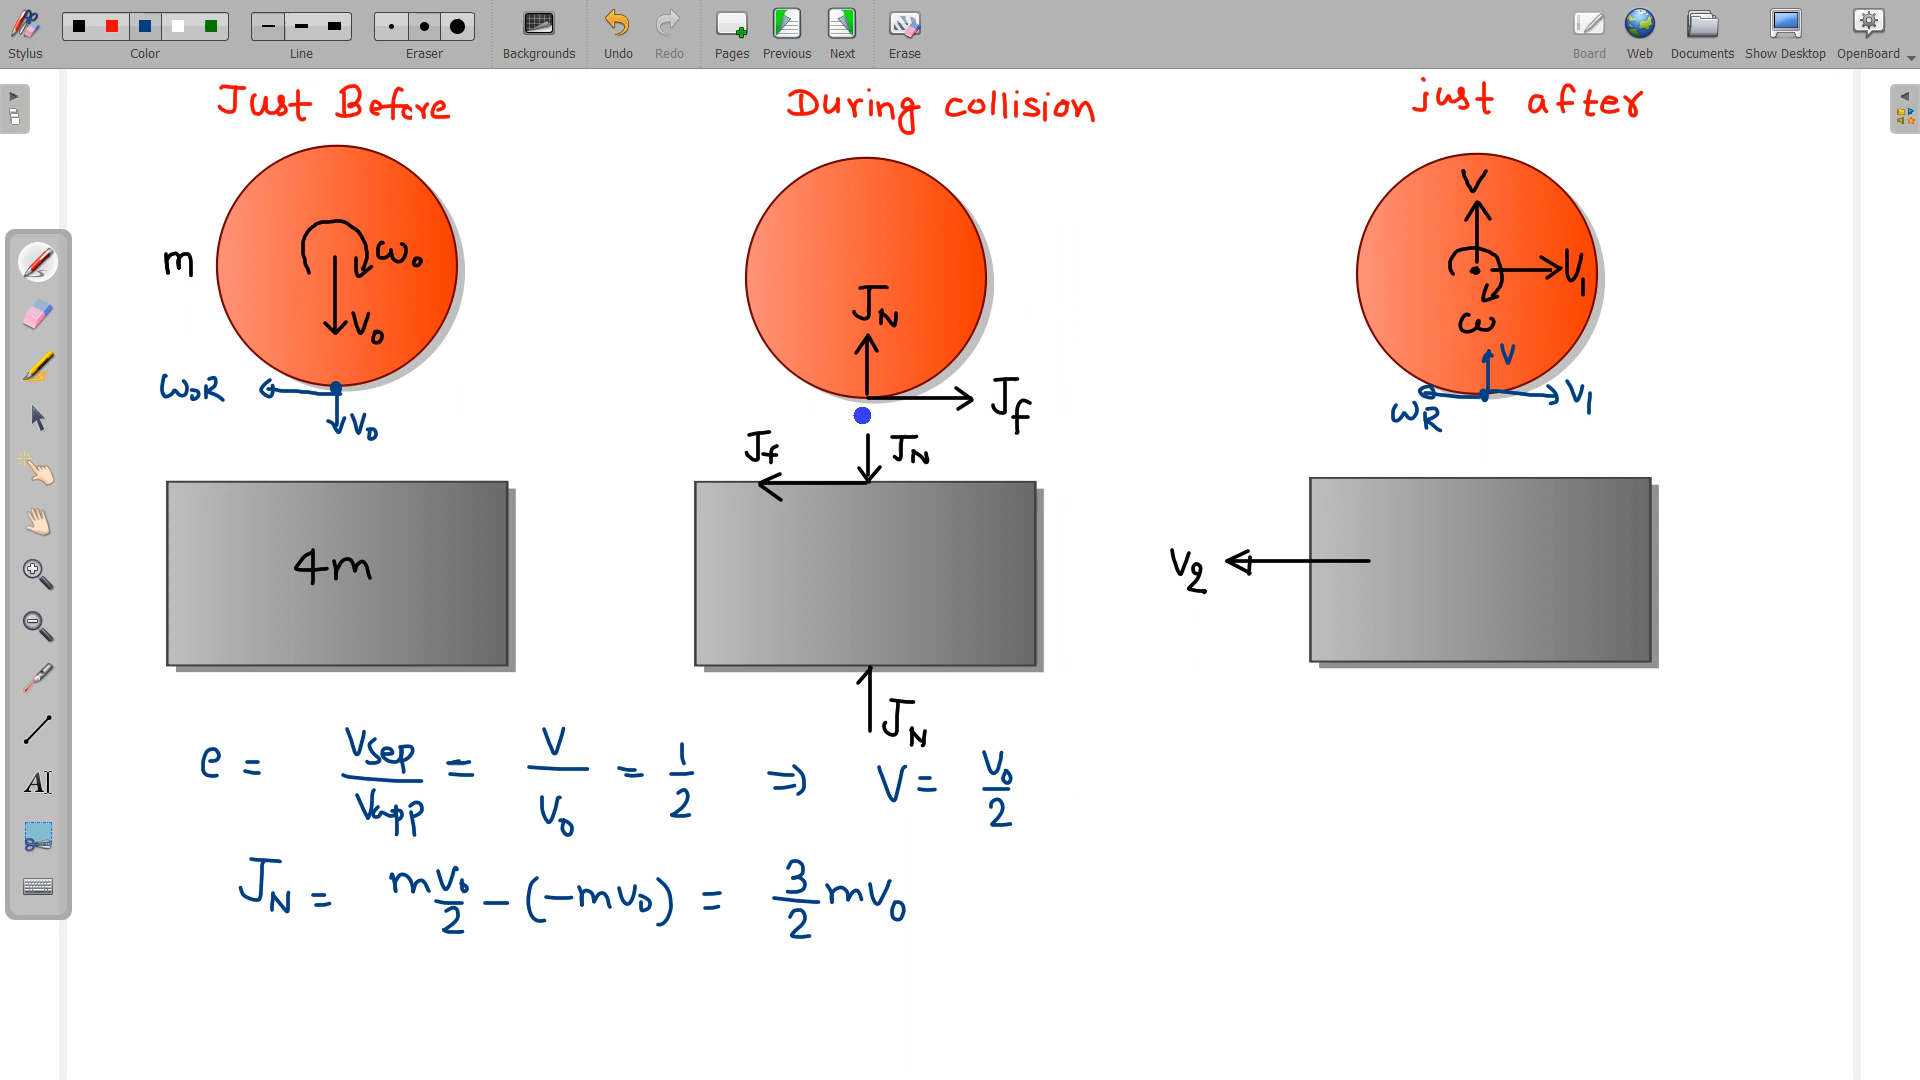 Stylus Color Line Eraser Backgrounds Undo Redo Pages Previous Next Erase Board Web Documents Show Desktop OpenBoard
Just Before
During collision
just after
m
ω₀
V₀
ω₀R
V₀
J_N
J_f
J_f
J_N
V
V₁
ω
V
ωR
V₁
4m
V₂
J_N
e = Vsep/Vapp = V/V₀ = 1/2 ⇒ V = V₀/2
J_N = mV₀/2 - (-mV₀) = 3/2 mV₀
AI